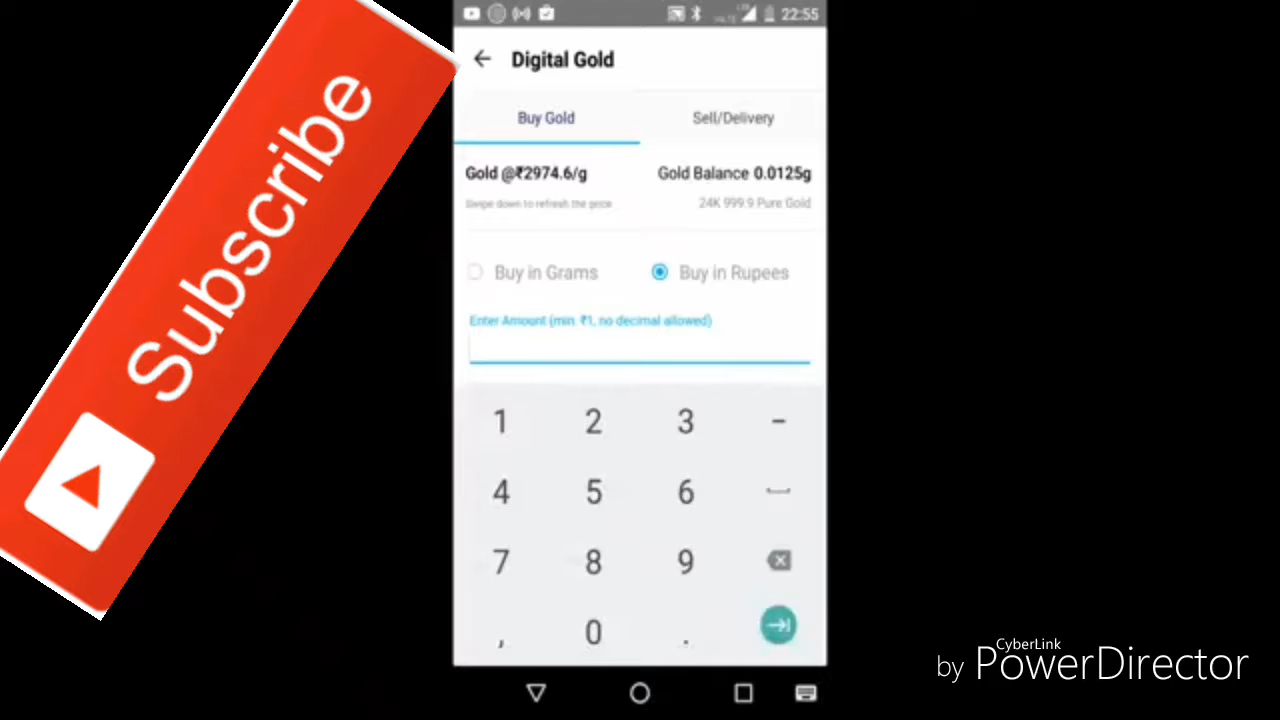 Subscribe
22:55
Digital Gold
Buy Gold
Sell/Delivery
Gold @₹2974.6/g
Gold Balance 0.0125g
Swipe down to refresh the price
24K 999.9 Pure Gold
Buy in Grams
Buy in Rupees
Enter Amount (min. ₹1, no decimal allowed)
1 2 3 -
4 5 6
7 8 9
, 0 .
CyberLink
by PowerDirector